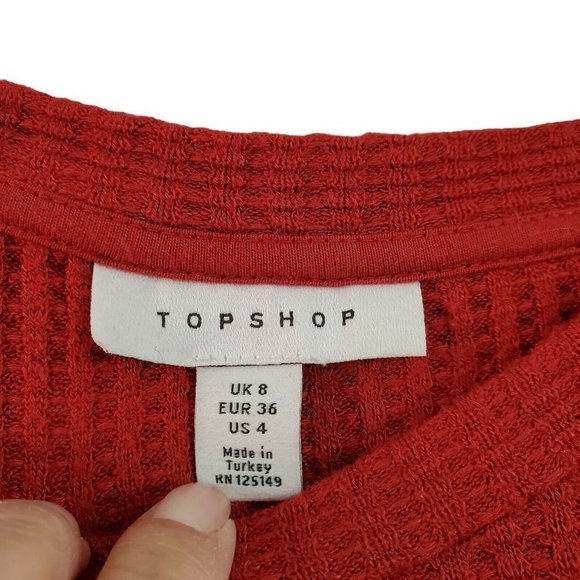 TOPSHOP
UK 8
EUR 36
US 4
Made in
Turkey
RN 125149